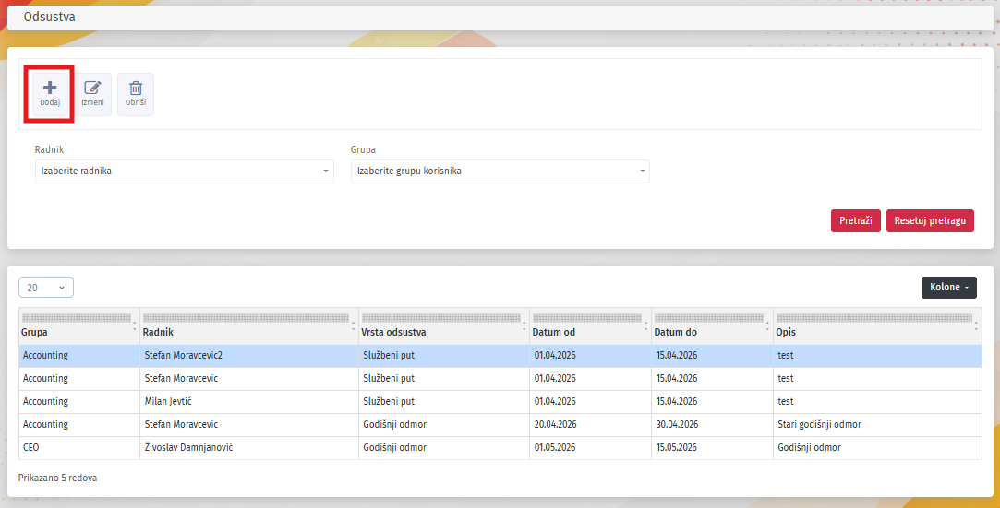 Odsustva
Dodaj Izmeni Obriši
Radnik Grupa
Izaberite radnika Izaberite grupu korisnika
Pretraži Resetuj pretragu
20 Kolone
Grupa Radnik Vrsta odsustva Datum od Datum do Opis
Accounting Stefan Moravcevic2 Službeni put 01.04.2026 15.04.2026 test
Accounting Stefan Moravcevic Službeni put 01.04.2026 15.04.2026 test
Accounting Milan Jevtić Službeni put 01.04.2026 15.04.2026 test
Accounting Stefan Moravcevic Godišnji odmor 20.04.2026 30.04.2026 Stari godišnji odmor
CEO Živoslav Damnjanović Godišnji odmor 01.05.2026 15.05.2026 Godišnji odmor
Prikazano 5 redova